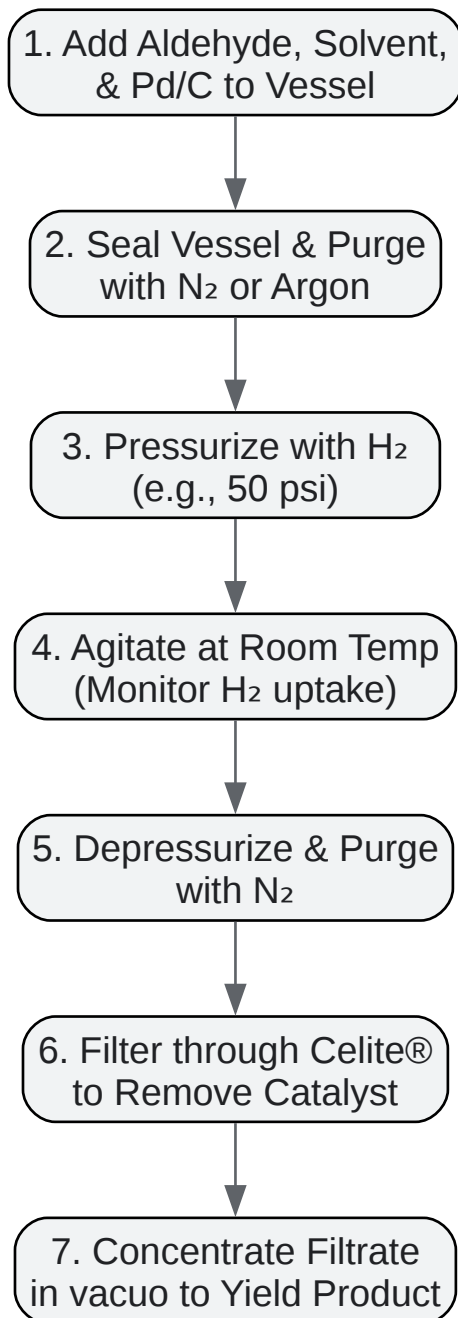 1. Add Aldehyde, Solvent,
& Pd/C to Vessel
2. Seal Vessel & Purge
with N₂ or Argon
3. Pressurize with H₂
(e.g., 50 psi)
4. Agitate at Room Temp
(Monitor H₂ uptake)
5. Depressurize & Purge
with N₂
6. Filter through Celite®
to Remove Catalyst
7. Concentrate Filtrate
in vacuo to Yield Product